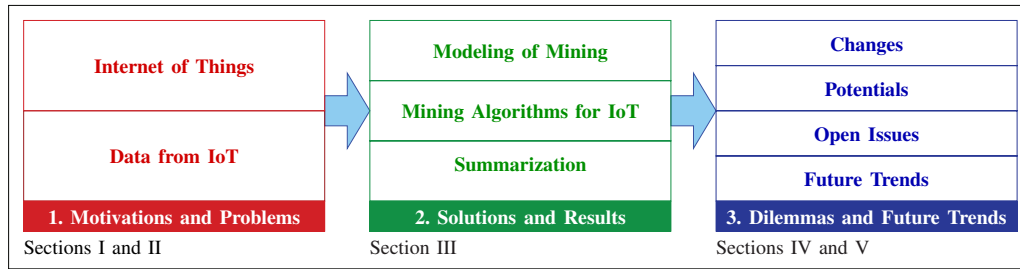 Internet of Things
Data from IoT
1. Motivations and Problems
Sections I and II
Modeling of Mining
Mining Algorithms for IoT
Summarization
2. Solutions and Results
Section III
Changes
Potentials
Open Issues
Future Trends
3. Dilemmas and Future Trends
Sections IV and V